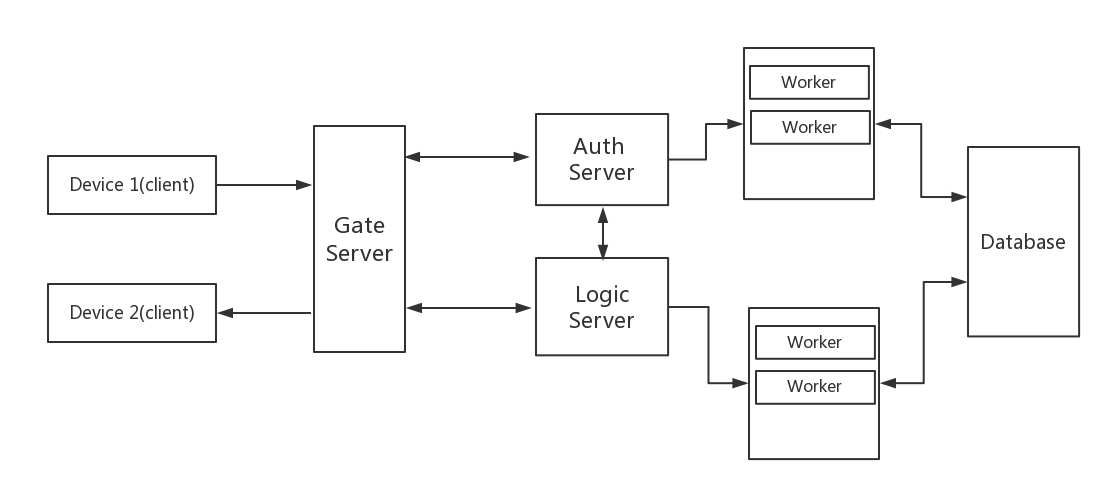 Device 1(client)
Device 2(client)
Gate
Server
Auth
Server
Logic
Server
Worker
Worker
Worker
Worker
Database